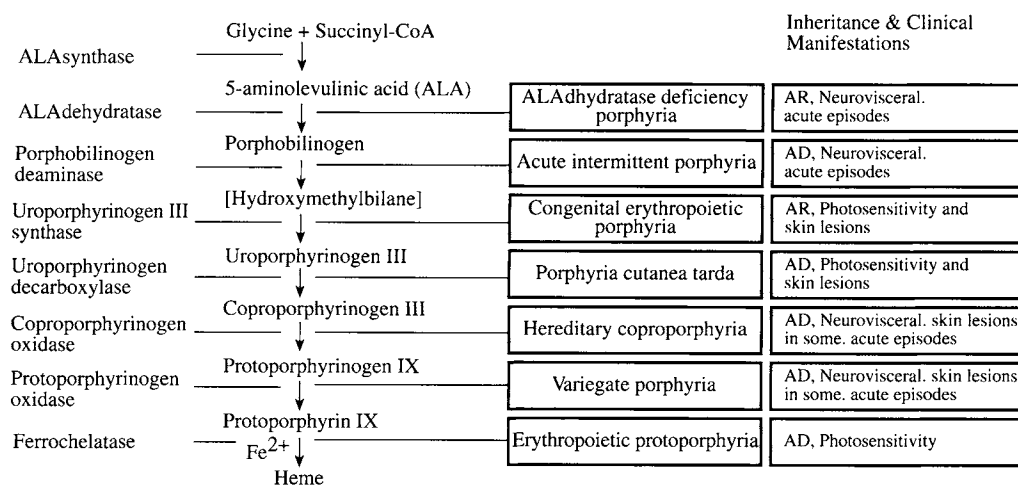 Inheritance & Clinical
Manifestations
Glycine + Succinyl-CoA
ALAsynthase
5-aminolevulinic acid (ALA)
ALAdehydratase
ALAdhydratase deficiency
porphyria
AR, Neurovisceral.
acute episodes
Porphobilinogen
Porphobilinogen
deaminase
Acute intermittent porphyria
AD, Neurovisceral.
acute episodes
[Hydroxymethylbilane]
Uroporphyrinogen III
synthase
Congenital erythropoietic
porphyria
AR, Photosensitivity and
skin lesions
Uroporphyrinogen III
Uroporphyrinogen
decarboxylase
Porphyria cutanea tarda
AD, Photosensitivity and
skin lesions
Coproporphyrinogen III
Coproporphyrinogen
oxidase
Hereditary coproporphyria
AD, Neurovisceral. skin lesions
in some. acute episodes
Protoporphyrinogen IX
Protoporphyrinogen
oxidase
Variegate porphyria
AD, Neurovisceral. skin lesions
in some. acute episodes
Protoporphyrin IX
Ferrochelatase
Fe2+
Erythropoietic protoporphyria
AD, Photosensitivity
Heme